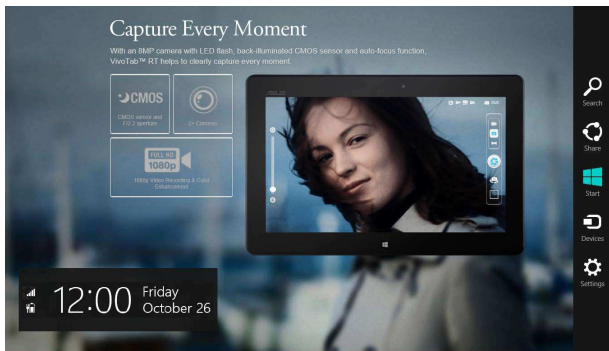 Capture Every Moment
With an 8MP camera with LED flash, back-illuminated CMOS sensor and auto-focus function,
VivoTab™ RT helps to clearly capture every moment.
CMOS
CMOS sensor and
F/2.2 aperture
2+ Cameras
FULL HD
1080p
1080p Video Recording & Color
Enhancement
ASUS
Search
Share
Start
Devices
Settings
12:00
Friday
October 26